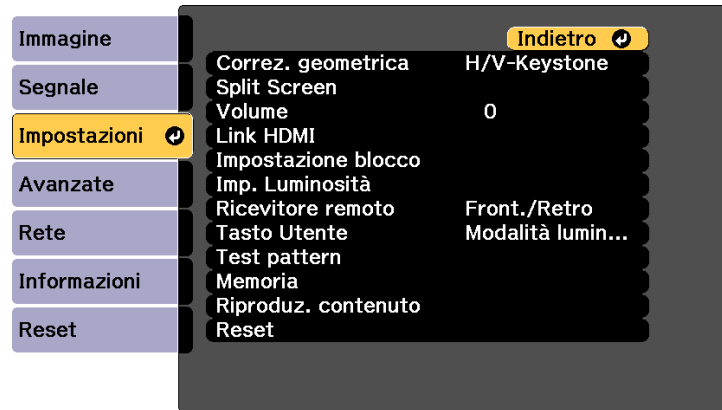 Immagine
Segnale
Impostazioni
Avanzate
Rete
Informazioni
Reset
Indietro
Correz. geometrica H/V-Keystone
Split Screen
Volume 0
Link HDMI
Impostazione blocco
Imp. Luminosità
Ricevitore remoto Front./Retro
Tasto Utente Modalità lumin...
Test pattern
Memoria
Riproduz. contenuto
Reset